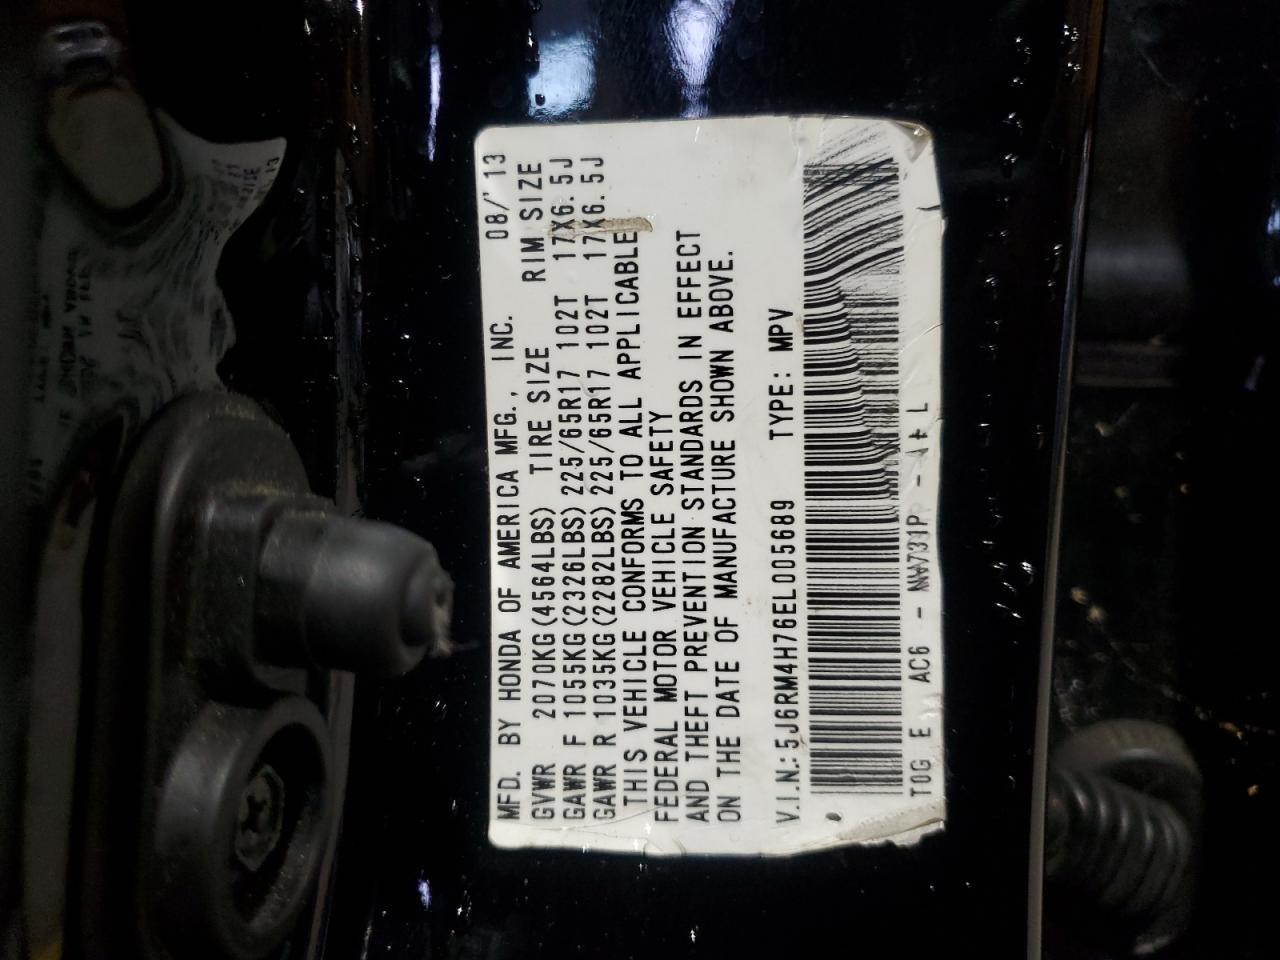 MFD. BY HONDA OF AMERICA MFG., INC. 08/'13
GVWR 2070KG(4564LBS) TIRE SIZE RIM SIZE
GAWR F 1055KG(2326LBS) 225/65R17 102T 17X6.5J
GAWR R 1035KG(2282LBS) 225/65R17 102T 17X6.5J
THIS VEHICLE CONFORMS TO ALL APPLICABLE
FEDERAL MOTOR VEHICLE SAFETY
AND THEFT PREVENTION STANDARDS IN EFFECT
ON THE DATE OF MANUFACTURE SHOWN ABOVE.
V.I.N.: 5J6RM4H76EL005689 TYPE: MPV
T0G E AC6 -